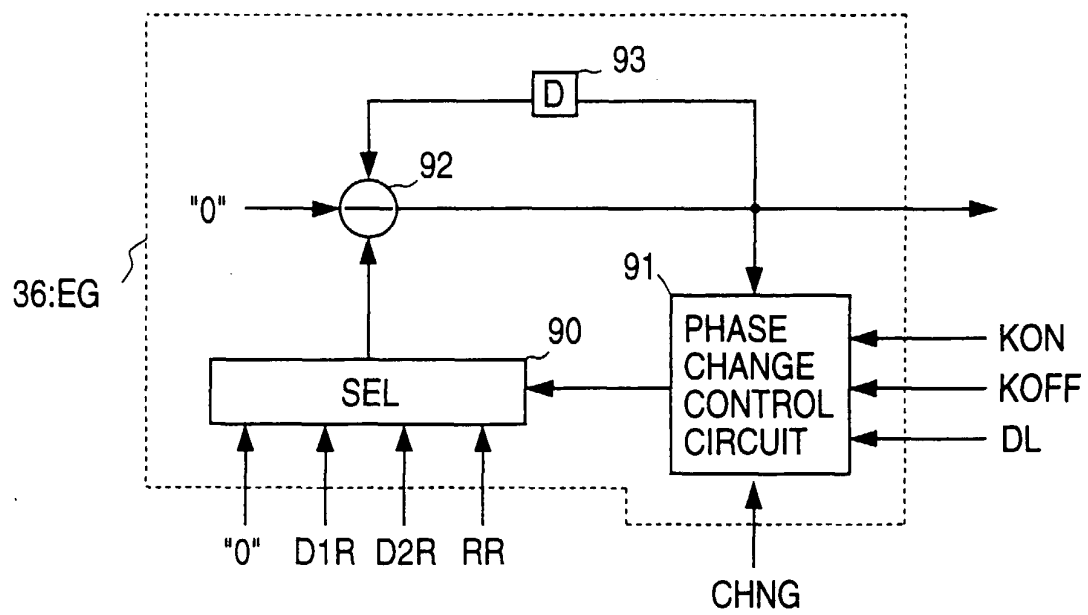 93
D
92
"0"
36:EG
91
PHASE
CHANGE
CONTROL
CIRCUIT
KON
KOFF
DL
90
SEL
"0" D1R D2R RR
CHNG